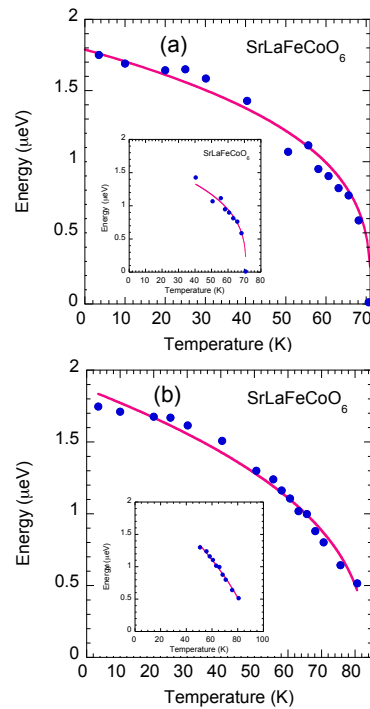 2
(a)
SrLaFeCoO6
1.5
1
0.5
0
Energy (μeV)
2
SrLaFeCoO6
1.5
1
0.5
0
Energy (μeV)
0 10 20 30 40 50 60 70 80
Temperature (K)
0 10 20 30 40 50 60 70
Temperature (K)
2
(b)
SrLaFeCoO6
1.5
1
0.5
0
Energy (μeV)
2
1.5
1
0.5
0
Energy (μeV)
0 20 40 60 80 100
Temperature (K)
0 10 20 30 40 50 60 70 80
Temperature (K)